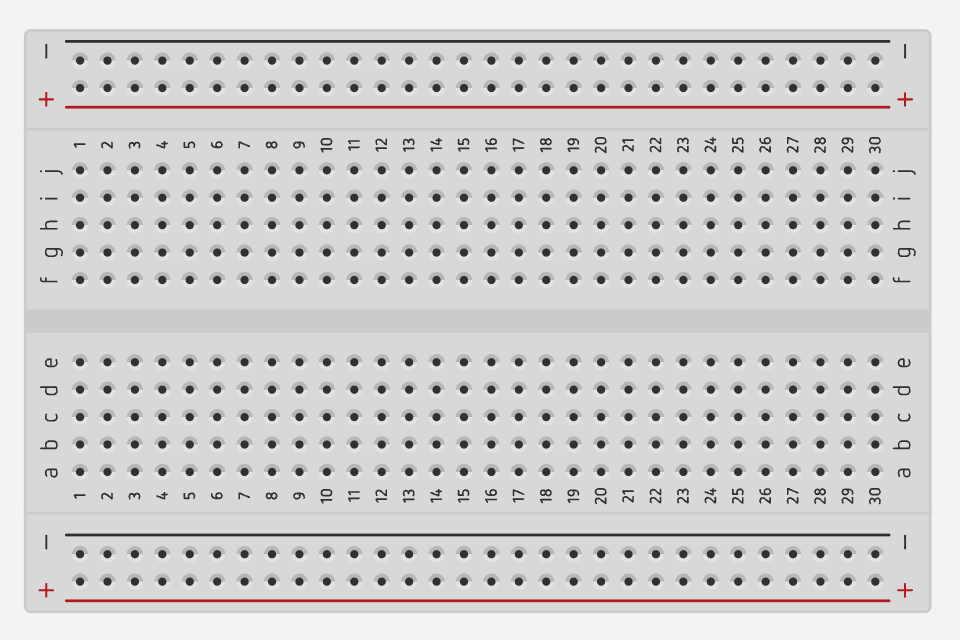 − −
+ +
1 2 3 4 5 6 7 8 9 10 11 12 13 14 15 16 17 18 19 20 21 22 23 24 25 26 27 28 29 30
j j
i i
h h
g g
f f
e e
d d
c c
b b
a a
1 2 3 4 5 6 7 8 9 10 11 12 13 14 15 16 17 18 19 20 21 22 23 24 25 26 27 28 29 30
− −
+ +